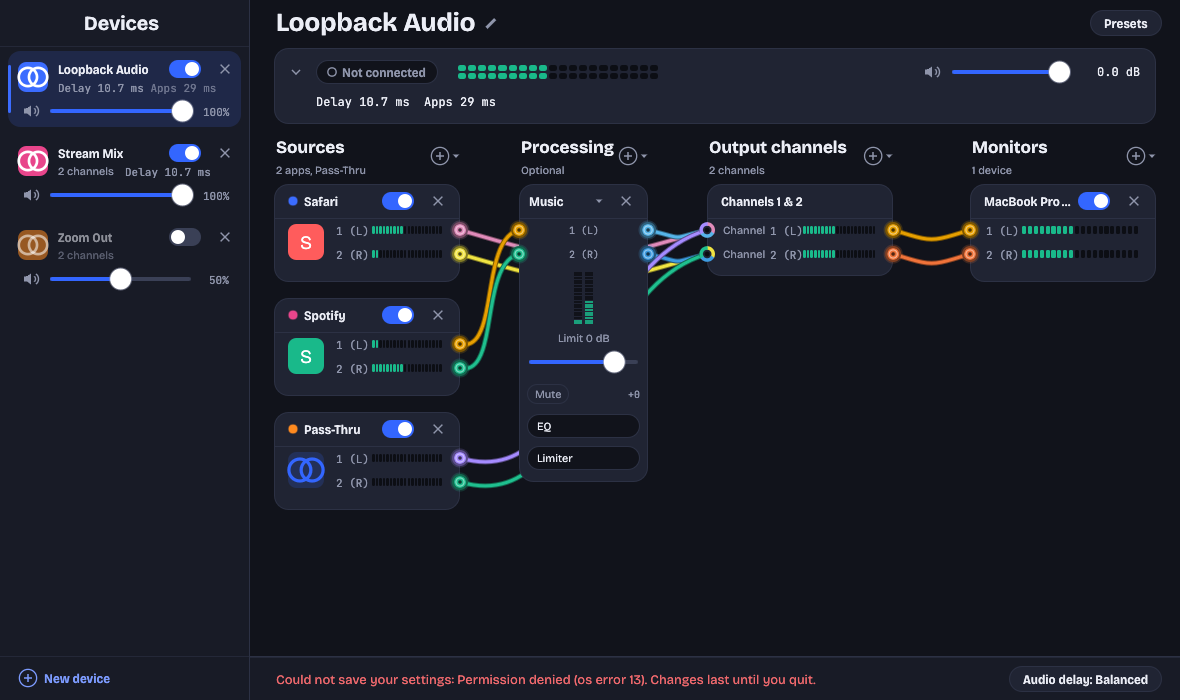 Devices
Loopback Audio
Delay 10.7 ms Apps 29 ms
100%
Stream Mix
2 channels Delay 10.7 ms
100%
Zoom Out
2 channels
50%
New device
Loopback Audio
Presets
Not connected
0.0 dB
Delay 10.7 ms Apps 29 ms
Sources
2 apps, Pass-Thru
Safari
S
1 (L)
2 (R)
Spotify
S
1 (L)
2 (R)
Pass-Thru
1 (L)
2 (R)
Processing
Optional
Music
1 (L)
2 (R)
Limit 0 dB
Mute +0
EQ
Limiter
Output channels
2 channels
Channels 1 & 2
Channel 1 (L)
Channel 2 (R)
Monitors
1 device
MacBook Pro ...
1 (L)
2 (R)
Could not save your settings: Permission denied (os error 13). Changes last until you quit.
Audio delay: Balanced